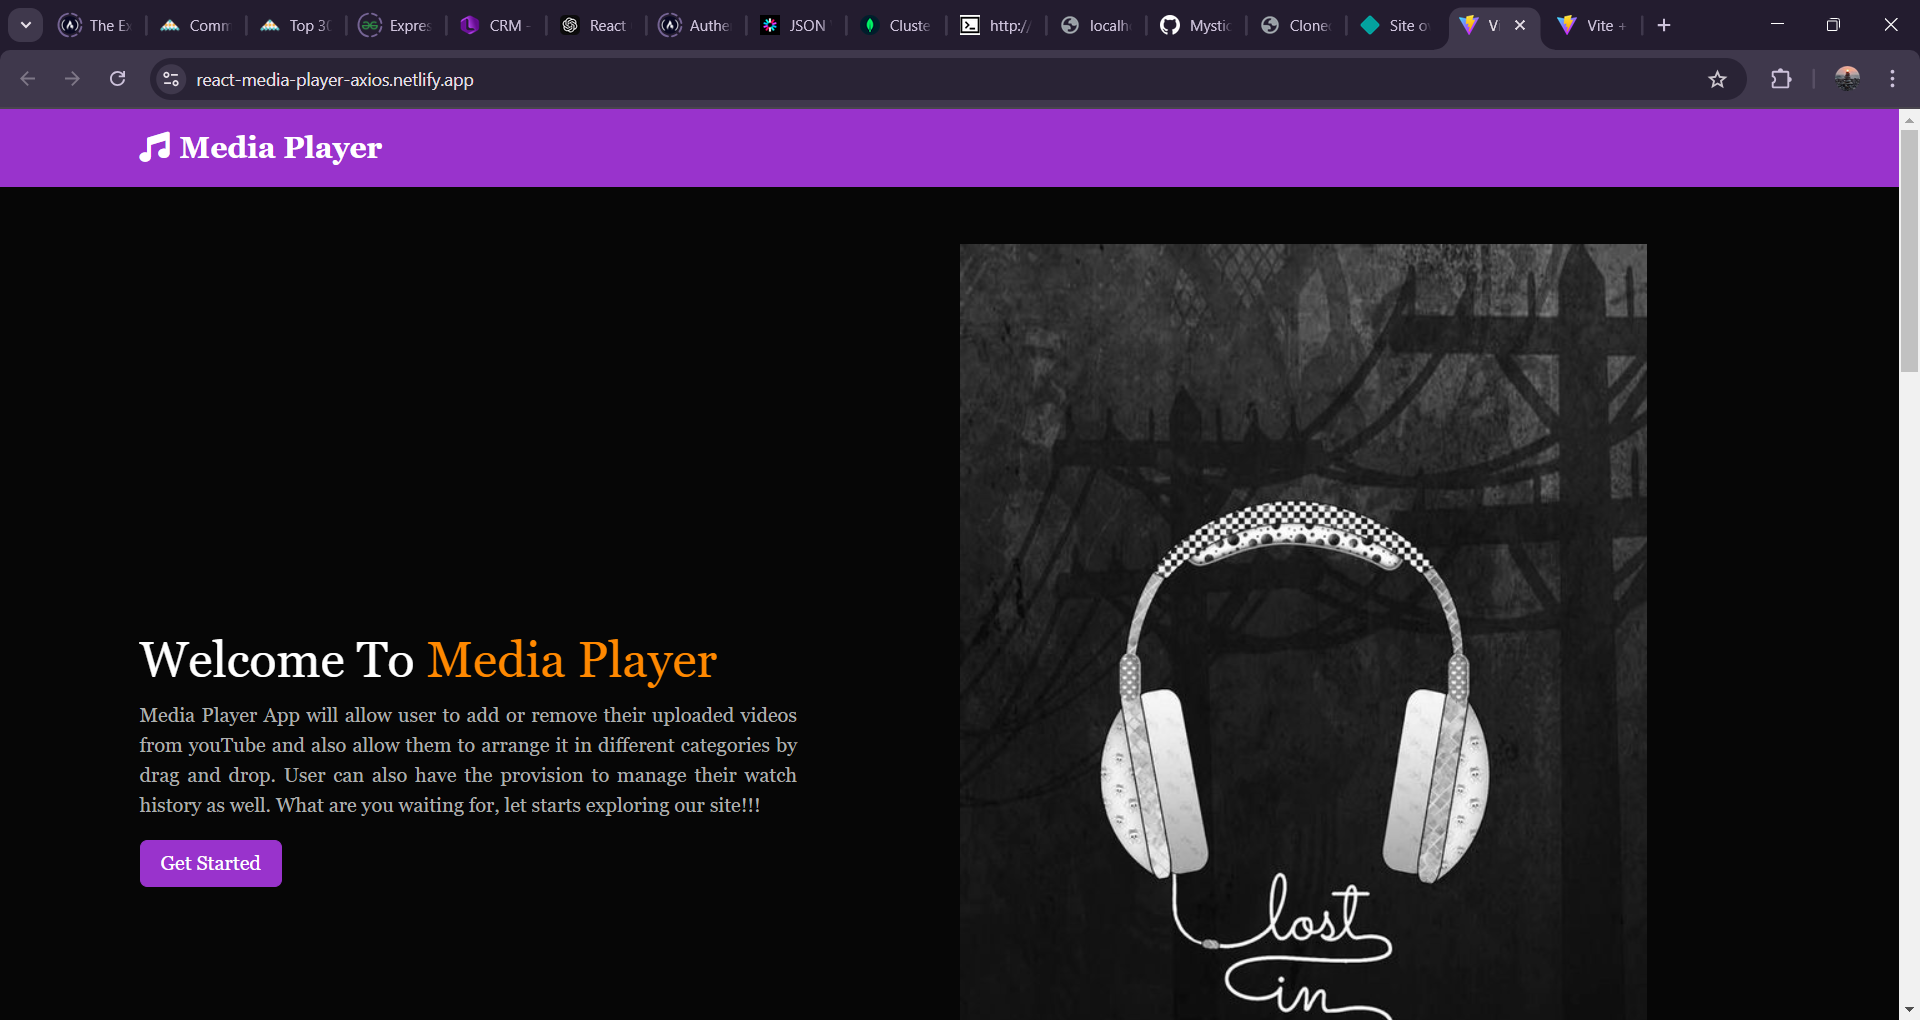 The Ex
Comm
Top 30
Expres
CRM -
React
Authe
JSON
Cluste
http:/
localh
Mystic
Clone
Site o
Vi
Vite +
react-media-player-axios.netlify.app
Media Player
Welcome To Media Player
Media Player App will allow user to add or remove their uploaded videos
from youTube and also allow them to arrange it in different categories by
drag and drop. User can also have the provision to manage their watch
history as well. What are you waiting for, let starts exploring our site!!!
Get Started
lost
in